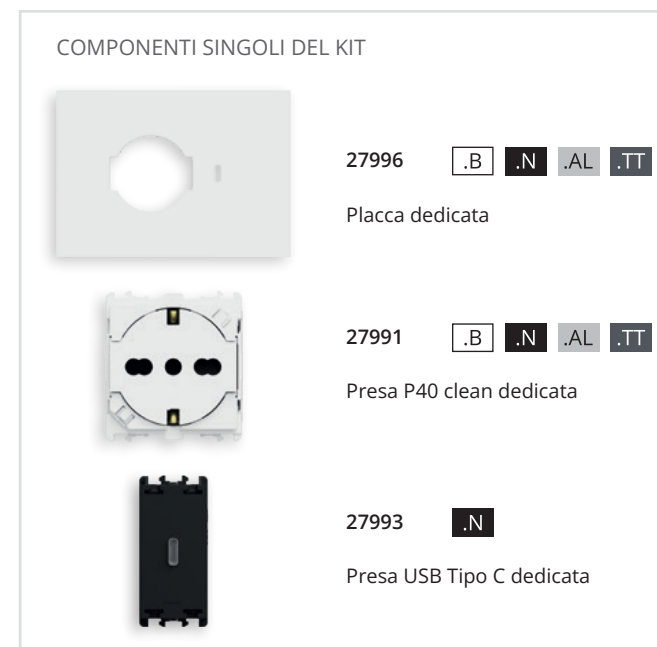 COMPONENTI SINGOLI DEL KIT
27996 .B .N .AL .TT
Placca dedicata
27991 .B .N .AL .TT
Presa P40 clean dedicata
27993 .N
Presa USB Tipo C dedicata